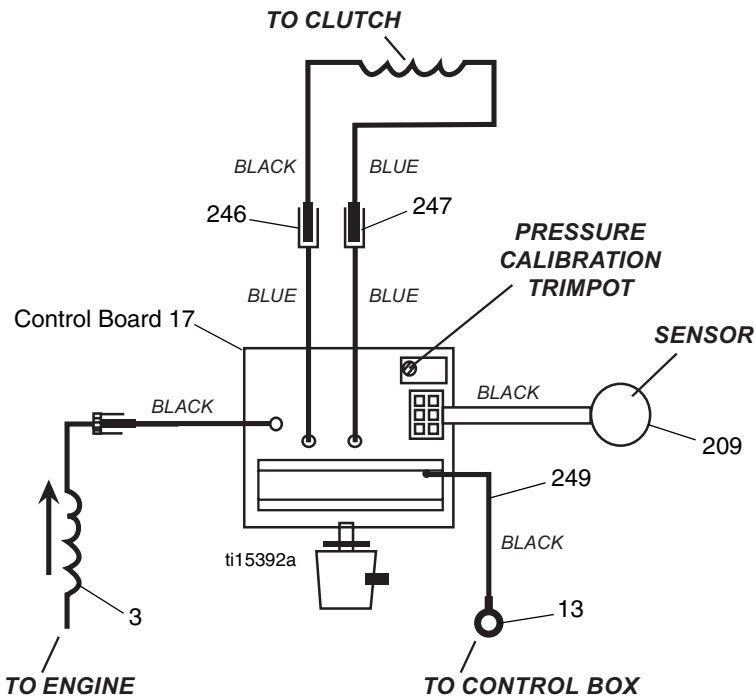 TO CLUTCH
BLACK
BLUE
246
247
PRESSURE
CALIBRATION
TRIMPOT
BLUE
BLUE
Control Board 17
SENSOR
BLACK
BLACK
209
249
ti15392a
BLACK
3
13
TO ENGINE
TO CONTROL BOX